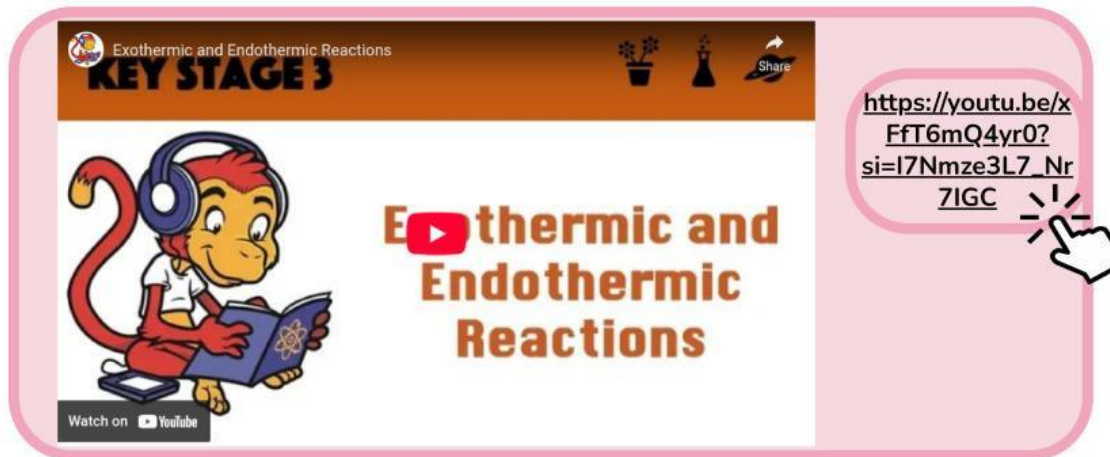 Exothermic and Endothermic Reactions
KEY STAGE 3
Share
https://youtu.be/x
FfT6mQ4yr0?
si=I7Nmze3L7_Nr
7IGC
Exothermic and
Endothermic
Reactions
Watch on YouTube